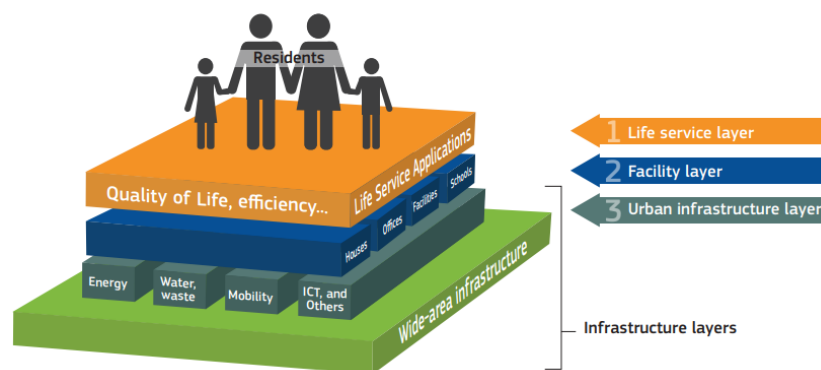 Residents
Quality of Life, efficiency...
Life Service Applications
Houses
Offices
Facilities
Schools
Energy
Water,
waste
Mobility
ICT, and
Others
Wide-area infrastructure
1 Life service layer
2 Facility layer
3 Urban infrastructure layer
Infrastructure layers